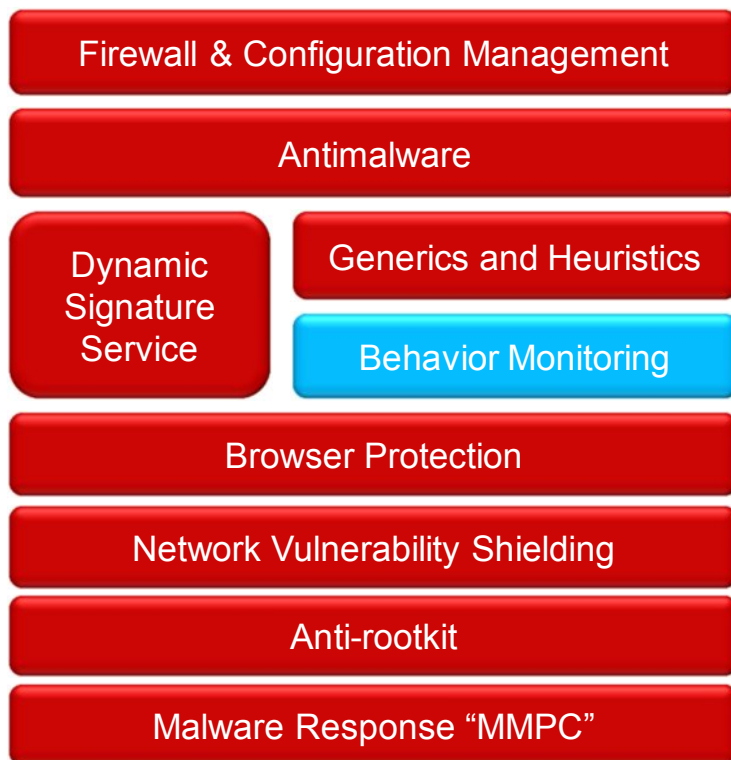 Firewall & Configuration Management
Antimalware
Dynamic
Signature
Service
Generics and Heuristics
Behavior Monitoring
Browser Protection
Network Vulnerability Shielding
Anti-rootkit
Malware Response “MMPC”